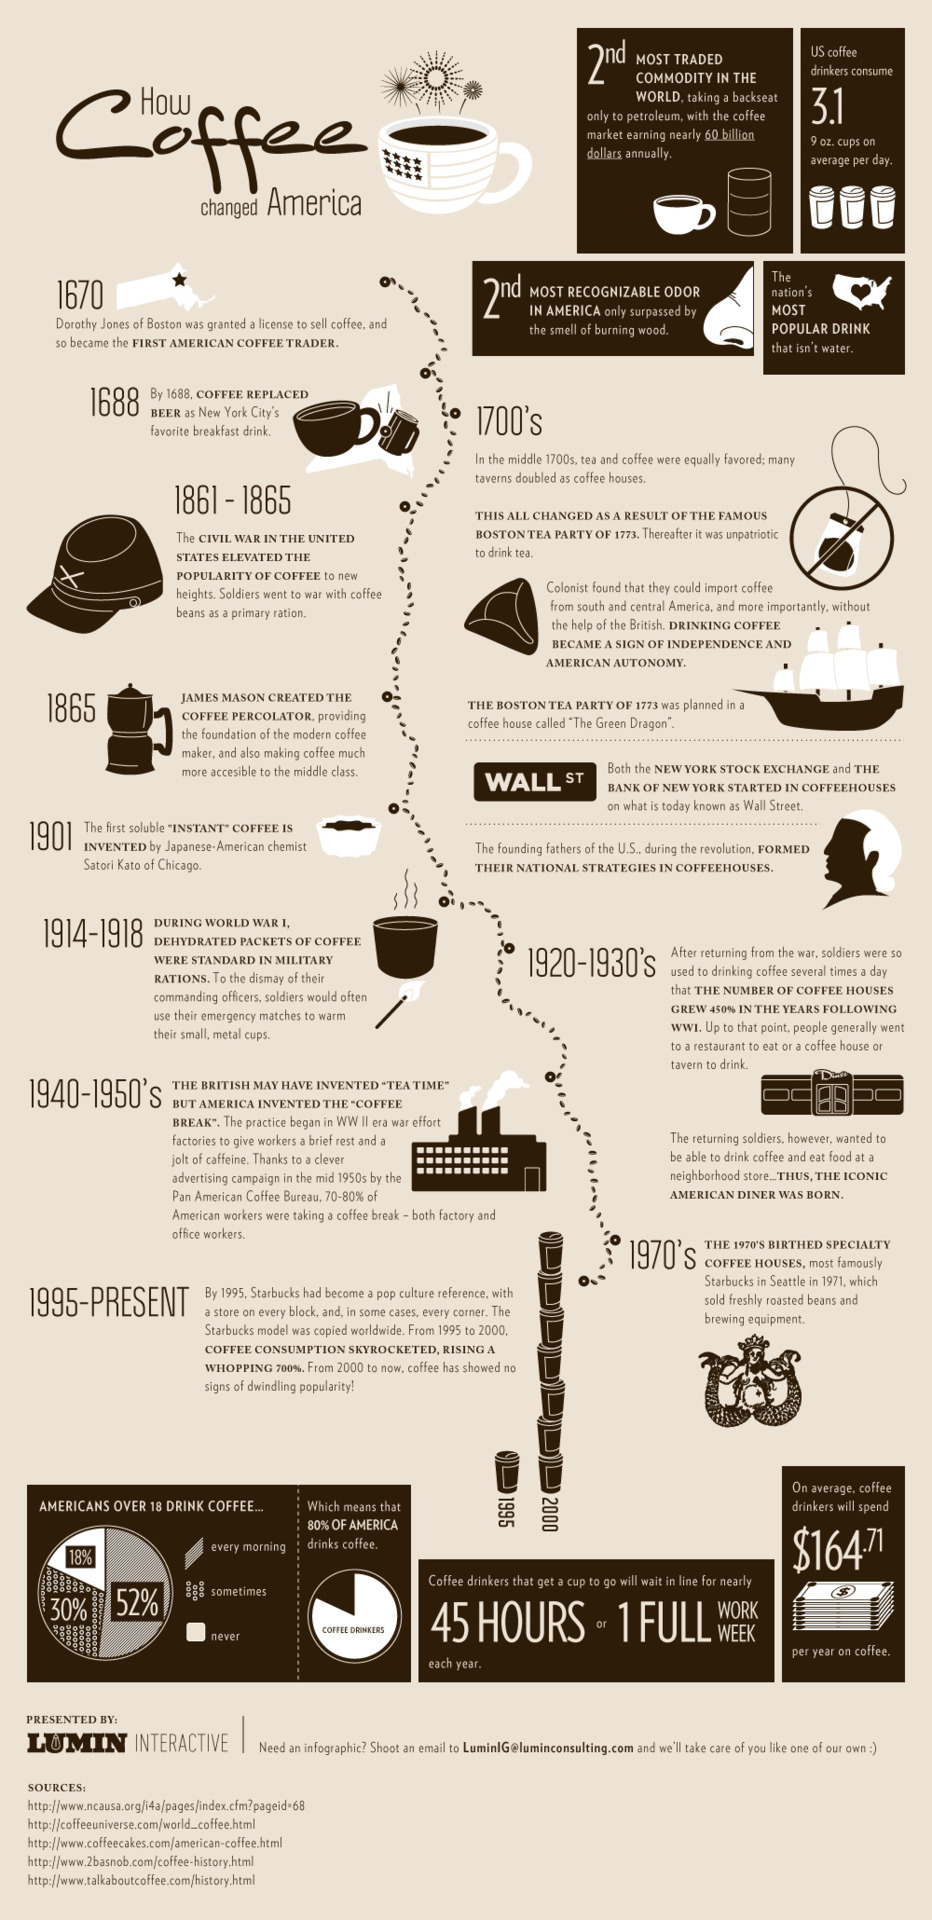 How
Coffee
changed America
2nd MOST TRADED
COMMODITY IN THE
WORLD, taking a backseat
only to petroleum, with the coffee
market earning nearly 60 billion
dollars annually.
US coffee
drinkers consume
3.1
9 oz. cups on
average per day.
2nd MOST RECOGNIZABLE ODOR
IN AMERICA only surpassed by
the smell of burning wood.
The
nation's
MOST
POPULAR DRINK
that isn't water.
1670
Dorothy Jones of Boston was granted a license to sell coffee, and
so became the FIRST AMERICAN COFFEE TRADER.
1688
By 1688, COFFEE REPLACED
BEER as New York City's
favorite breakfast drink.
1700's
In the middle 1700s, tea and coffee were equally favored; many
taverns doubled as coffee houses.
THIS ALL CHANGED AS A RESULT OF THE FAMOUS
BOSTON TEA PARTY OF 1773. Thereafter it was unpatriotic
to drink tea.
Colonist found that they could import coffee
from south and central America, and more importantly, without
the help of the British. DRINKING COFFEE
BECAME A SIGN OF INDEPENDENCE AND
AMERICAN AUTONOMY.
THE BOSTON TEA PARTY OF 1773 was planned in a
coffee house called “The Green Dragon”.
WALL ST
Both the NEW YORK STOCK EXCHANGE and THE
BANK OF NEW YORK STARTED IN COFFEEHOUSES
on what is today known as Wall Street.
The founding fathers of the U.S., during the revolution, FORMED
THEIR NATIONAL STRATEGIES IN COFFEEHOUSES.
1861 - 1865
The CIVIL WAR IN THE UNITED
STATES ELEVATED THE
POPULARITY OF COFFEE to new
heights. Soldiers went to war with coffee
beans as a primary ration.
1865
JAMES MASON CREATED THE
COFFEE PERCOLATOR, providing
the foundation of the modern coffee
maker, and also making coffee much
more accesible to the middle class.
1901
The first soluble "INSTANT" COFFEE IS
INVENTED by Japanese-American chemist
Satori Kato of Chicago.
1914-1918
DURING WORLD WAR I,
DEHYDRATED PACKETS OF COFFEE
WERE STANDARD IN MILITARY
RATIONS. To the dismay of their
commanding officers, soldiers would often
use their emergency matches to warm
their small, metal cups.
1920-1930's
After returning from the war, soldiers were so
used to drinking coffee several times a day
that THE NUMBER OF COFFEE HOUSES
GREW 450% IN THE YEARS FOLLOWING
WWI. Up to that point, people generally went
to a restaurant to eat or a coffee house or
tavern to drink.
Diner
The returning soldiers, however, wanted to
be able to drink coffee and eat food at a
neighborhood store...THUS, THE ICONIC
AMERICAN DINER WAS BORN.
1940-1950's
THE BRITISH MAY HAVE INVENTED “TEA TIME”
BUT AMERICA INVENTED THE “COFFEE
BREAK”. The practice began in WW II era war effort
factories to give workers a brief rest and a
jolt of caffeine. Thanks to a clever
advertising campaign in the mid 1950s by the
Pan American Coffee Bureau, 70-80% of
American workers were taking a coffee break – both factory and
office workers.
1970's
THE 1970'S BIRTHED SPECIALTY
COFFEE HOUSES, most famously
Starbucks in Seattle in 1971, which
sold freshly roasted beans and
brewing equipment.
1995-PRESENT
By 1995, Starbucks had become a pop culture reference, with
a store on every block, and, in some cases, every corner. The
Starbucks model was copied worldwide. From 1995 to 2000,
COFFEE CONSUMPTION SKYROCKETED, RISING A
WHOPPING 700%. From 2000 to now, coffee has showed no
signs of dwindling popularity!
1995
2000
AMERICANS OVER 18 DRINK COFFEE...
18%
30%
52%
every morning
sometimes
never
Which means that
80% OF AMERICA
drinks coffee.
COFFEE DRINKERS
Coffee drinkers that get a cup to go will wait in line for nearly
45 HOURS or 1 FULL WORK WEEK
each year.
On average, coffee
drinkers will spend
$164.71
per year on coffee.
PRESENTED BY:
LUMIN INTERACTIVE
Need an infographic? Shoot an email to LuminIG@luminconsulting.com and we'll take care of you like one of our own :)
SOURCES:
http://www.ncausa.org/i4a/pages/index.cfm?pageid=68
http://coffeeuniverse.com/world_coffee.html
http://www.coffeecakes.com/american-coffee.html
http://www.2basnob.com/coffee-history.html
http://www.talkaboutcoffee.com/history.html